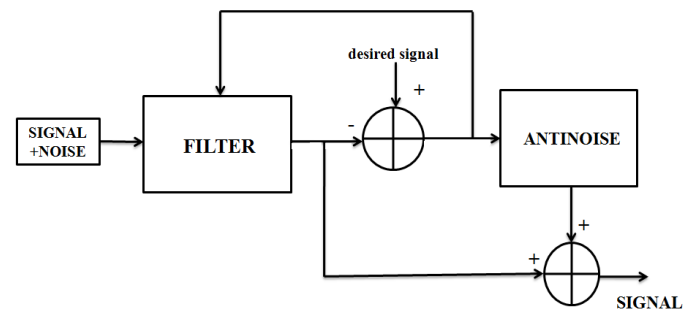 desired signal
+
SIGNAL
+NOISE
FILTER
-
ANTINOISE
+
+
SIGNAL